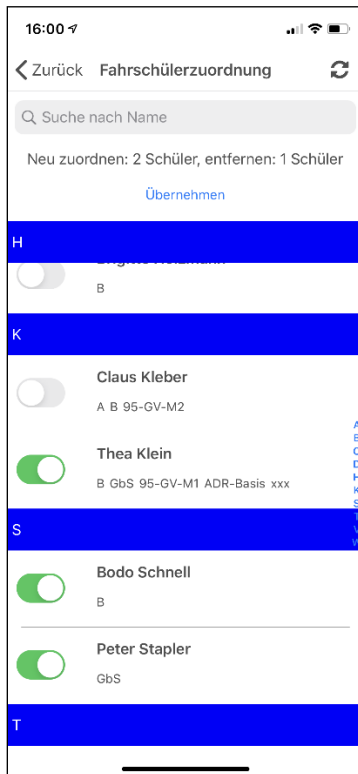 16:00
Zurück Fahrschülerzuordnung
Suche nach Name
Neu zuordnen: 2 Schüler, entfernen: 1 Schüler
Übernehmen
H
B
K
Claus Kleber
A B 95-GV-M2
Thea Klein
B GbS 95-GV-M1 ADR-Basis xxx
S
Bodo Schnell
B
Peter Stapler
GbS
T
A
B
C
D
H
K
S
T
V
W